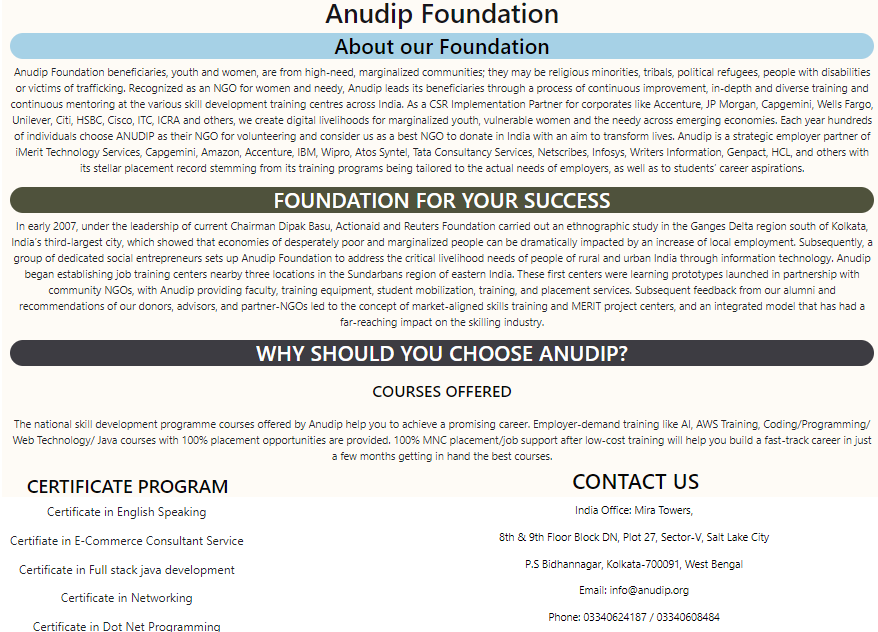 Anudip Foundation
About our Foundation
Anudip Foundation beneficiaries, youth and women, are from high-need, marginalized communities; they may be religious minorities, tribals, political refugees, people with disabilities
or victims of trafficking. Recognized as an NGO for women and needy, Anudip leads its beneficiaries through a process of continuous improvement, in-depth and diverse training and
continuous mentoring at the various skill development training centres across India. As a CSR Implementation Partner for corporates like Accenture, JP Morgan, Capgemini, Wells Fargo,
Unilever, Citi, HSBC, Cisco, ITC, ICRA and others, we create digital livelihoods for marginalized youth, vulnerable women and the needy across emerging economies. Each year hundreds
of individuals choose ANUDIP as their NGO for volunteering and consider us as a best NGO to donate in India with an aim to transform lives. Anudip is a strategic employer partner of
iMerit Technology Services, Capgemini, Amazon, Accenture, IBM, Wipro, Atos Syntel, Tata Consultancy Services, Netscribes, Infosys, Writers Information, Genpact, HCL, and others with
its stellar placement record stemming from its training programs being tailored to the actual needs of employers, as well as to students' career aspirations.
FOUNDATION FOR YOUR SUCCESS
In early 2007, under the leadership of current Chairman Dipak Basu, Actionaid and Reuters Foundation carried out an ethnographic study in the Ganges Delta region south of Kolkata,
India's third-largest city, which showed that economies of desperately poor and marginalized people can be dramatically impacted by an increase of local employment. Subsequently, a
group of dedicated social entrepreneurs sets up Anudip Foundation to address the critical livelihood needs of people of rural and urban India through information technology. Anudip
began establishing job training centers nearby three locations in the Sundarbans region of eastern India. These first centers were learning prototypes launched in partnership with
community NGOs, with Anudip providing faculty, training equipment, student mobilization, training, and placement services. Subsequent feedback from our alumni and
recommendations of our donors, advisors, and partner-NGOs led to the concept of market-aligned skills training and MERIT project centers, and an integrated model that has had a
far-reaching impact on the skilling industry.
WHY SHOULD YOU CHOOSE ANUDIP?
COURSES OFFERED
The national skill development programme courses offered by Anudip help you to achieve a promising career. Employer-demand training like AI, AWS Training, Coding/Programming/
Web Technology/ Java courses with 100% placement opportunities are provided. 100% MNC placement/job support after low-cost training will help you build a fast-track career in just
a few months getting in hand the best courses.
CERTIFICATE PROGRAM
Certificate in English Speaking
Certifiate in E-Commerce Consultant Service
Certificate in Full stack java development
Certificate in Networking
Certificate in Dot Net Programming
CONTACT US
India Office: Mira Towers,
8th & 9th Floor Block DN, Plot 27, Sector-V, Salt Lake City
P.S Bidhannagar, Kolkata-700091, West Bengal
Email: info@anudip.org
Phone: 03340624187 / 03340608484